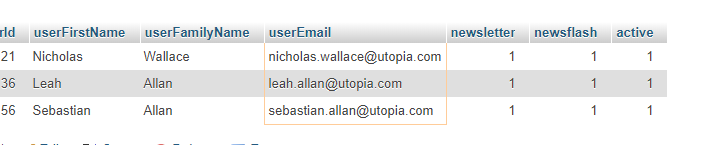 rId userFirstName userFamilyName userEmail newsletter newsflash active
21 Nicholas Wallace nicholas.wallace@utopia.com 1 1 1
36 Leah Allan leah.allan@utopia.com 1 1 1
56 Sebastian Allan sebastian.allan@utopia.com 1 1 1